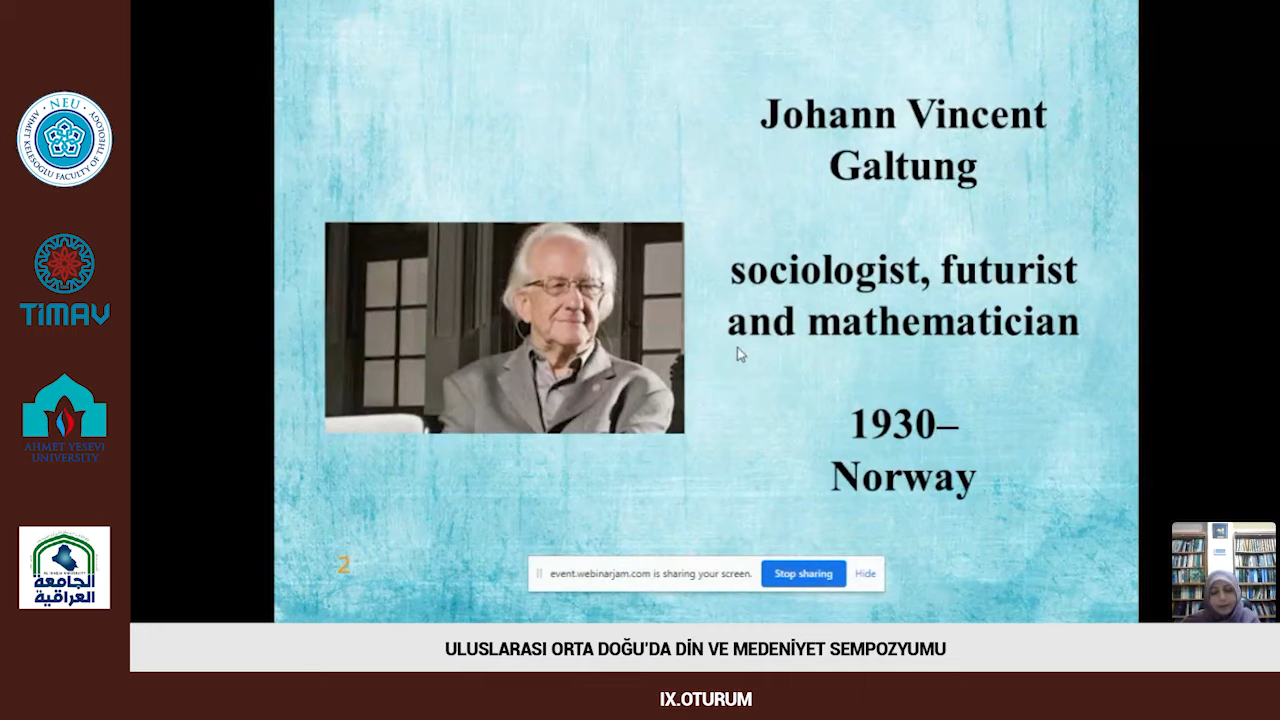 NEU
AHMET KELEŞOĞLU FACULTY OF THEOLOGY
TİMAV
AHMET YESEVI
UNIVERSITY
الجامعة
العراقية
Johann Vincent
Galtung
sociologist, futurist
and mathematician
1930–
Norway
2
event.webinarjam.com is sharing your screen.
Stop sharing
Hide
ULUSLARASI ORTA DOĞU'DA DİN VE MEDENİYET SEMPOZYUMU
IX.OTURUM